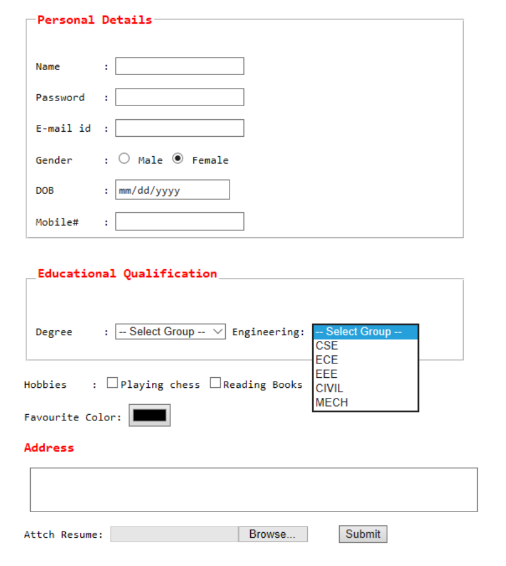 Personal Details
Name :
Password :
E-mail id :
Gender : Male Female
DOB : mm/dd/yyyy
Mobile# :
Educational Qualification
Degree : -- Select Group -- Engineering: -- Select Group --
CSE
ECE
EEE
CIVIL
MECH
Hobbies : Playing chess Reading Books
Favourite Color:
Address
Attch Resume: Browse... Submit